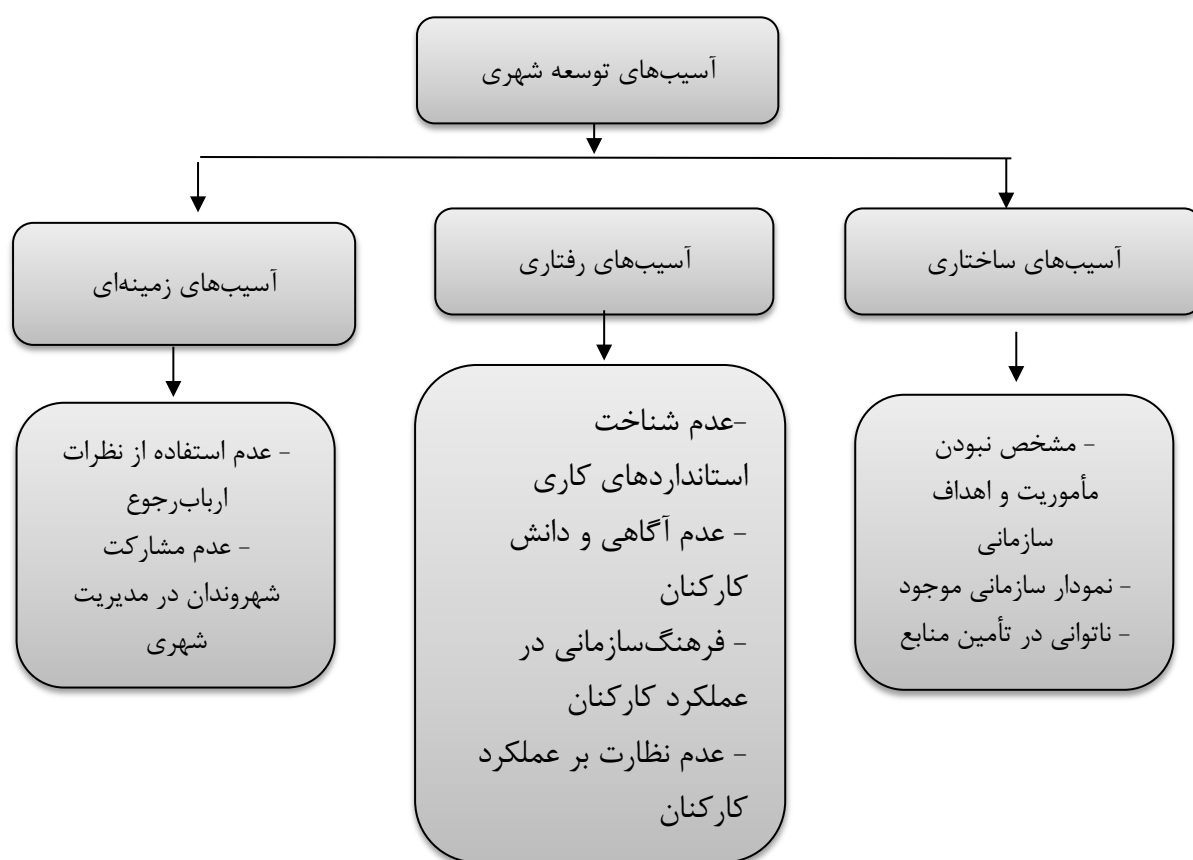 آسیب‌های توسعه شهری
آسیب‌های ساختاری
آسیب‌های رفتاری
آسیب‌های زمینه‌ای
- مشخص نبودن
مأموریت و اهداف
سازمانی
- نمودار سازمانی موجود
- ناتوانی در تأمین منابع
-عدم شناخت
استانداردهای کاری
- عدم آگاهی و دانش
کارکنان
- فرهنگ‌سازمانی در
عملکرد کارکنان
- عدم نظارت بر عملکرد
کارکنان
- عدم استفاده از نظرات
ارباب‌رجوع
- عدم مشارکت
شهروندان در مدیریت
شهری